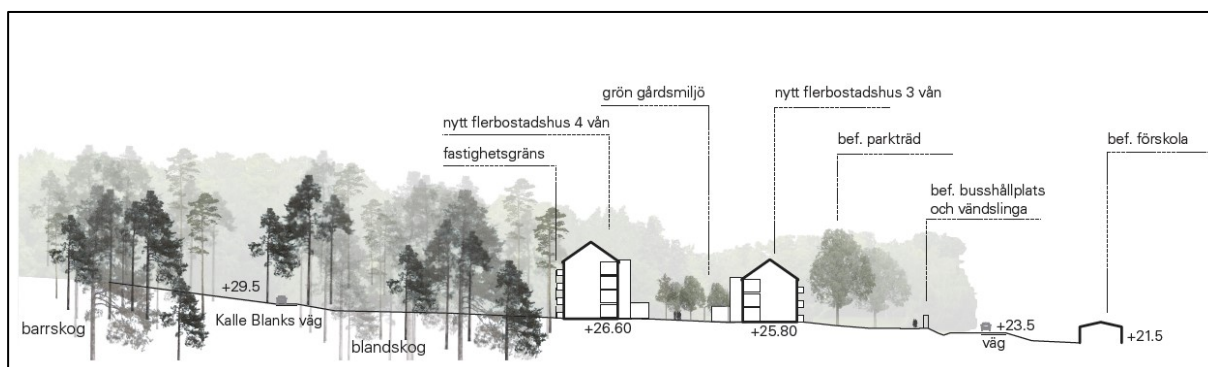 grön gårdsmiljö
nytt flerbostadshus 3 vån
nytt flerbostadshus 4 vån
bef. parkträd
bef. förskola
fastighetsgräns
bef. busshållplats
och vändslinga
+29.5
barrskog
Kalle Blanks väg
blandskog
+26.60
+25.80
+23.5
väg
+21.5